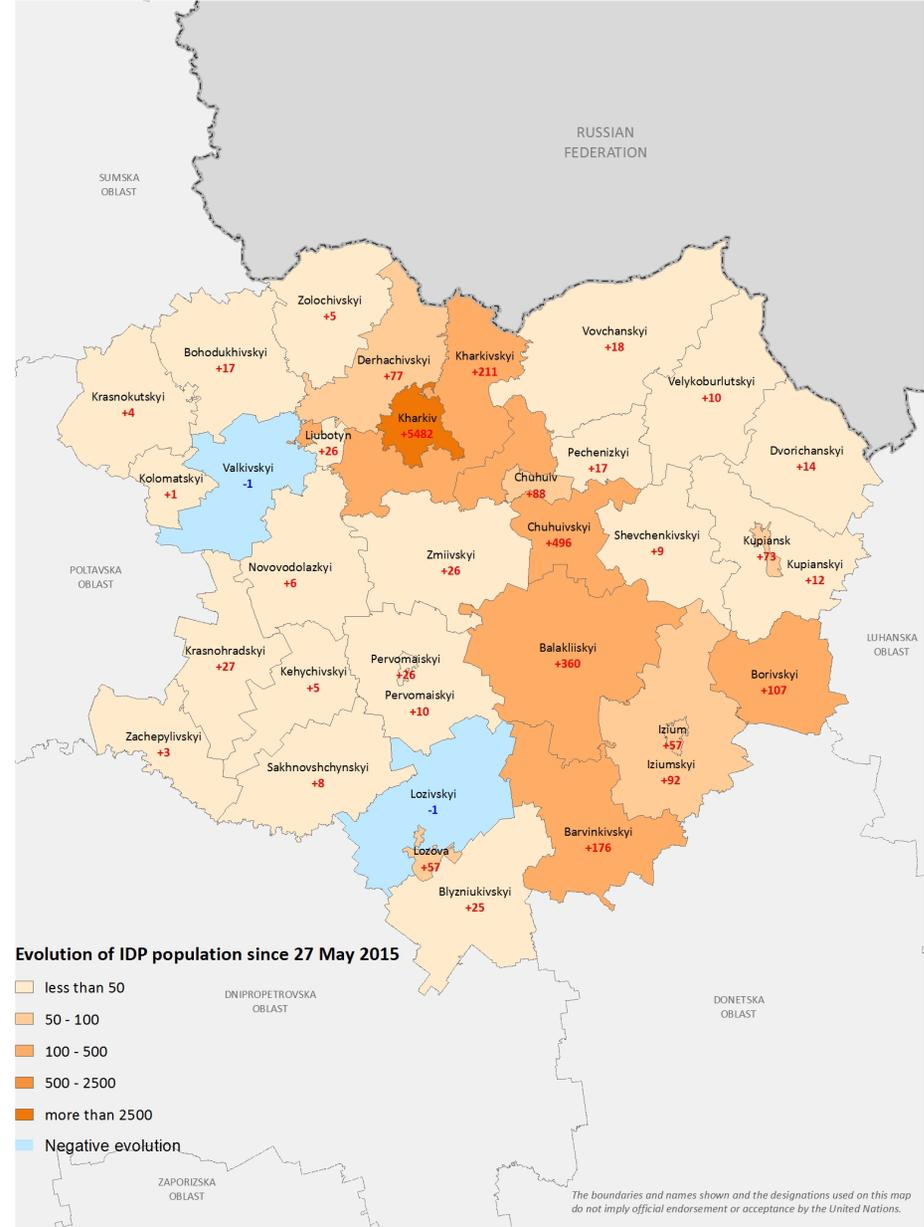 RUSSIAN
FEDERATION
SUMSKA
OBLAST
Zolochivskyi
+5
Vovchanskyi
+18
Bohodukhivskyi
+17
Derhachivskyi
+77
Kharkivskyi
+211
Velykoburlutskyi
+10
Krasnokutskyi
+4
Kharkiv
+5482
Liubotyn
+26
Dvorichanskyi
+14
Pechenizkyi
+17
Valkivskyi
-1
Kolomatskyi
+1
Chuhuiv
+88
Chuhuivskyi
+496
Shevchenkivskyi
+9
Kupiansk
+73
Kupianskyi
+12
Zmiivskyi
+26
Novovodolazkyi
+6
POLTAVSKA
OBLAST
LUHANSKA
OBLAST
Krasnohradskyi
+27
Balakliiskyi
+360
Pervomaiskyi
+26
Kehychivskyi
+5
Borivskyi
+107
Pervomaiskyi
+10
Zachepylivskyi
+3
Izium
+57
Iziumskyi
+92
Sakhnovshchynskyi
+8
Lozivskyi
-1
Barvinkivskyi
+176
Lozova
+57
Blyzniukivskyi
+25
Evolution of IDP population since 27 May 2015
less than 50
50 - 100
100 - 500
500 - 2500
more than 2500
Negative evolution
DNIPROPETROVSKA
OBLAST
DONETSKA
OBLAST
ZAPORIZSKA
OBLAST
The boundaries and names shown and the designations used on this map
do not imply official endorsement or acceptance by the United Nations.